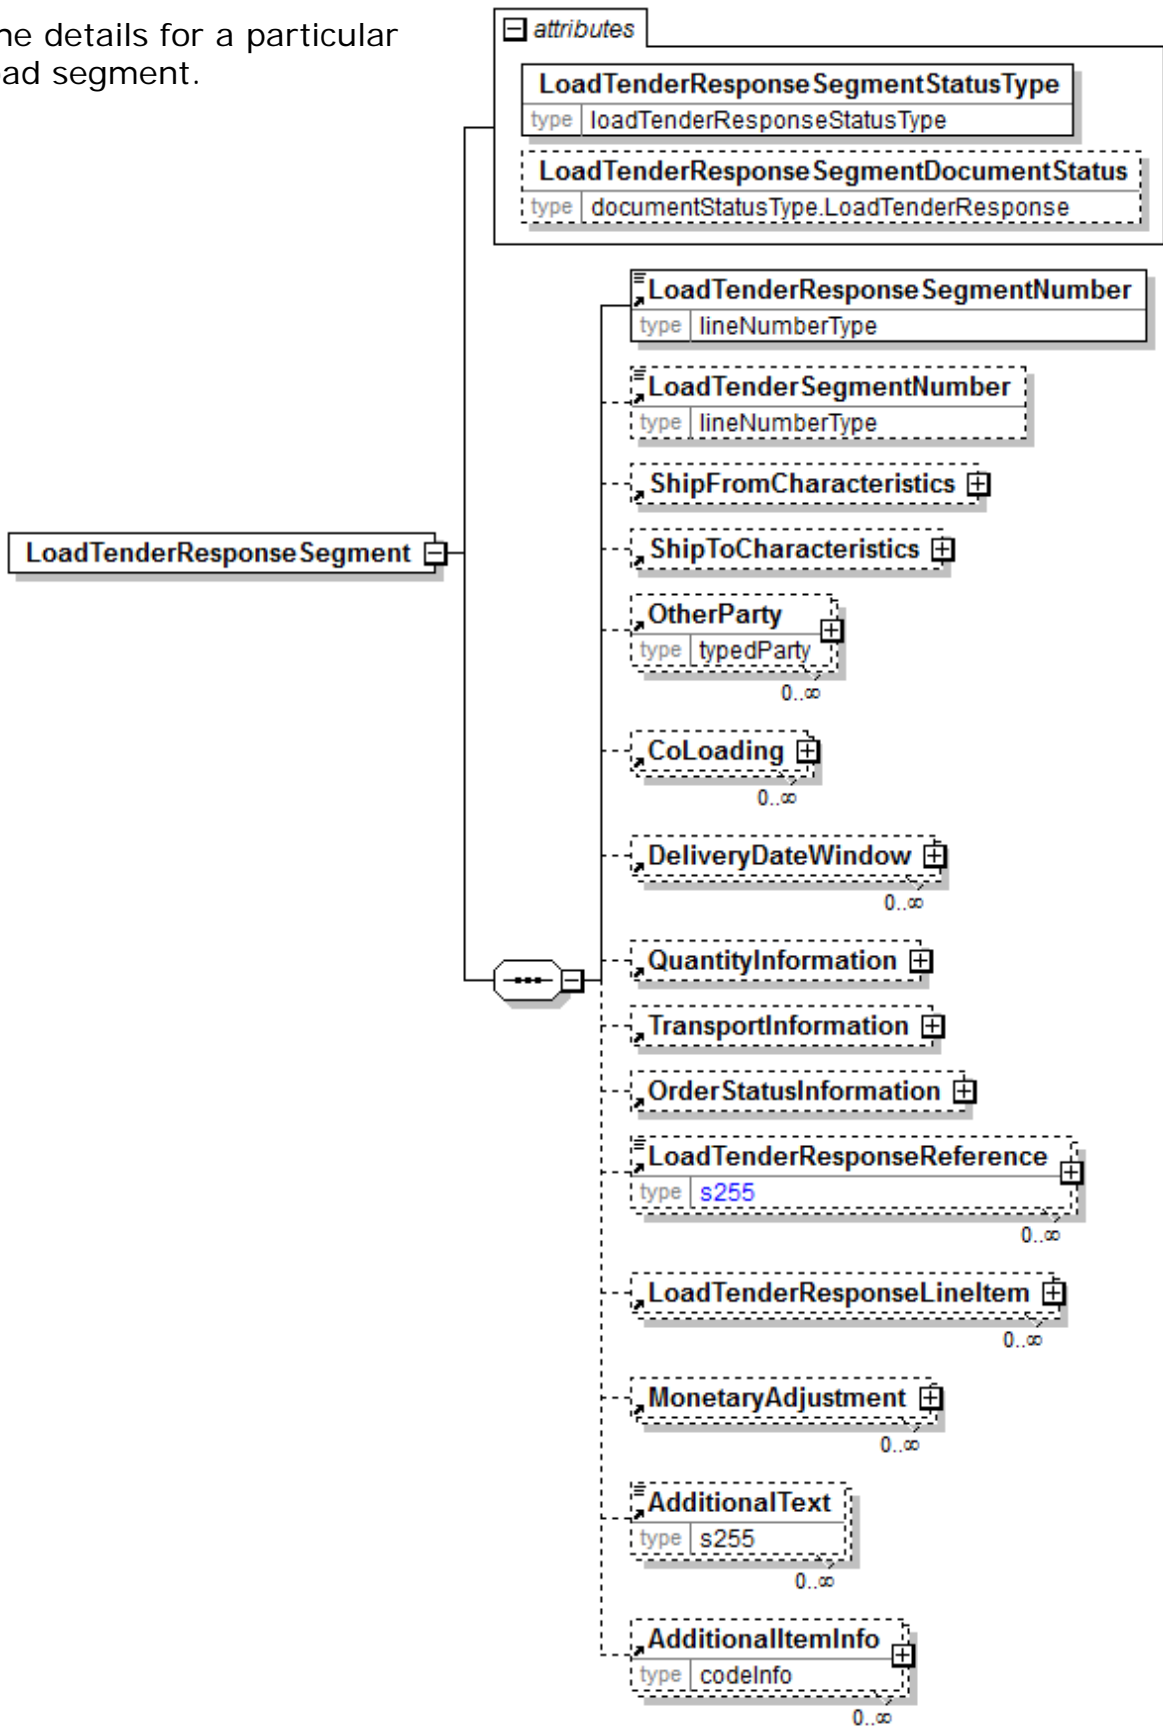 he details for a particular
ad segment.
attributes
LoadTenderResponseSegmentStatusType
type loadTenderResponseStatusType
LoadTenderResponseSegmentDocumentStatus
type documentStatusType.LoadTenderResponse
LoadTenderResponseSegmentNumber
type lineNumberType
LoadTenderSegmentNumber
type lineNumberType
ShipFromCharacteristics
ShipToCharacteristics
LoadTenderResponseSegment
OtherParty
type typedParty
0..∞
CoLoading
0..∞
DeliveryDateWindow
0..∞
QuantityInformation
TransportInformation
OrderStatusInformation
LoadTenderResponseReference
type s255
0..∞
LoadTenderResponseLineItem
0..∞
MonetaryAdjustment
0..∞
AdditionalText
type s255
0..∞
AdditionalItemInfo
type codeInfo
0..∞